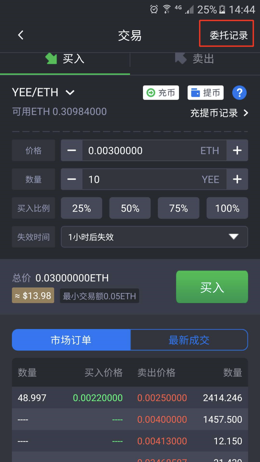 25% 14:44
交易 委托记录
买入 卖出
YEE/ETH 充币 提币 ?
可用ETH 0.30984000 充提币记录
价格 0.00300000 ETH
数量 10 YEE
买入比例 25% 50% 75% 100%
失效时间 1小时后失效
总价 0.03000000ETH
≈ $13.98 最小交易额0.05ETH
买入
市场订单 最新成交
数量 买入价格 卖出价格 数量
48.997 0.00220000 0.00250000 2414.246
---- ---- 0.00400000 1457.500
---- ---- 0.00413000 12.150